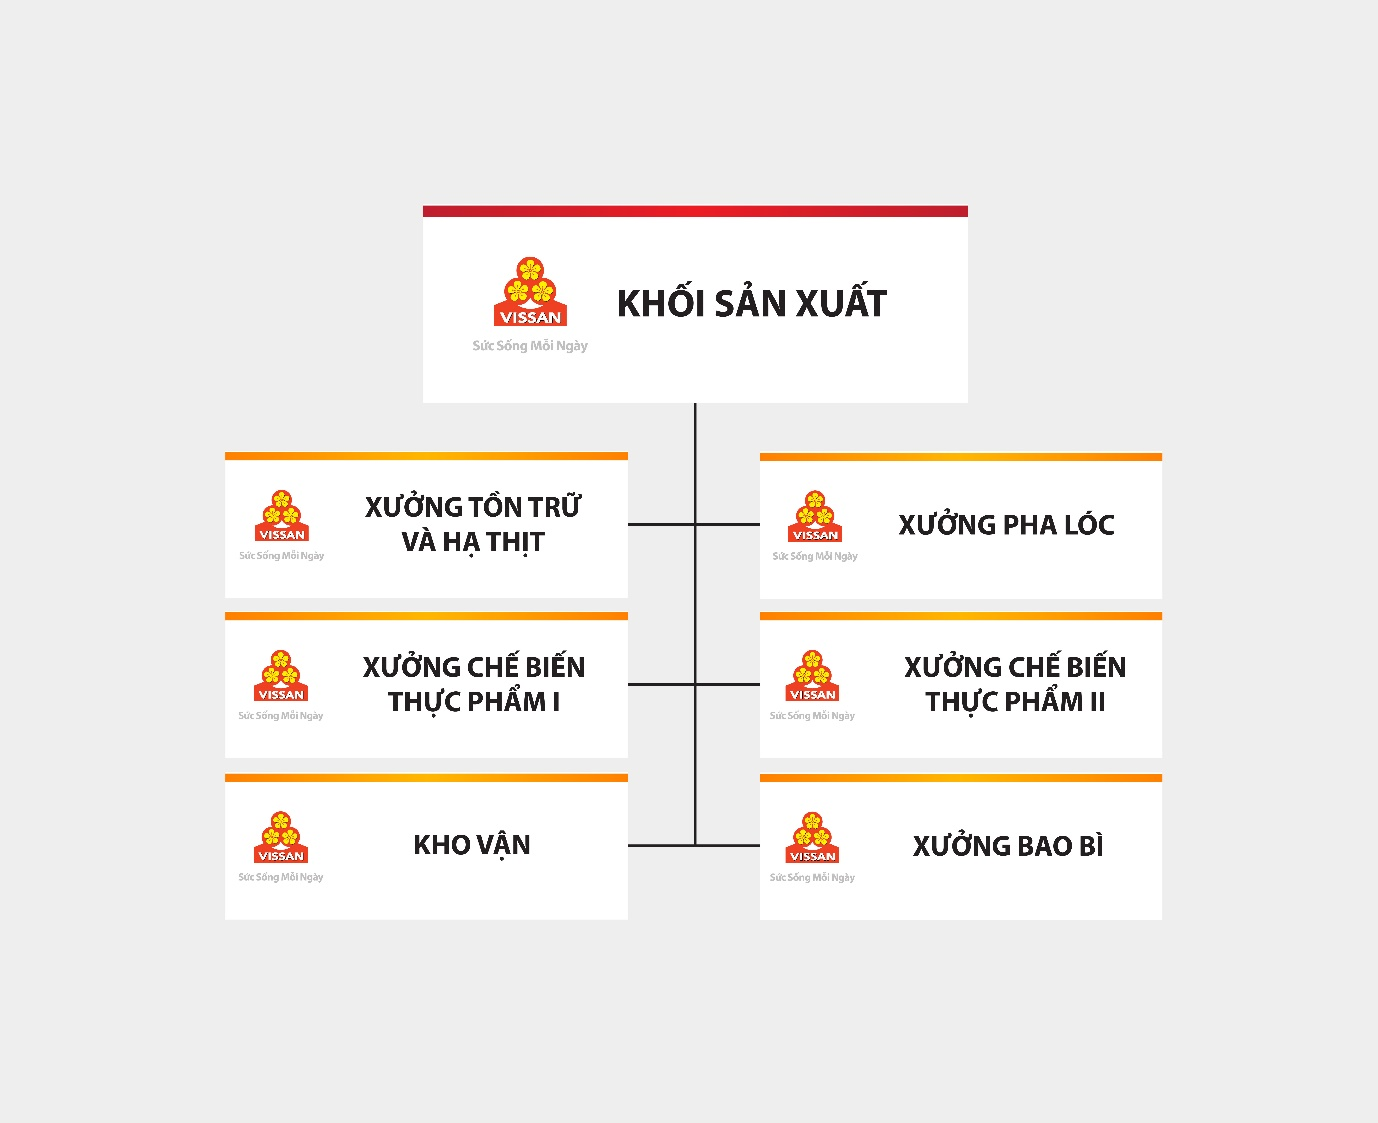 VISSAN
Sức Sống Mỗi Ngày
KHỐI SẢN XUẤT
VISSAN
Sức Sống Mỗi Ngày
XƯỞNG TỒN TRỮ
VÀ HẠ THỊT
VISSAN
Sức Sống Mỗi Ngày
XƯỞNG PHA LÓC
VISSAN
Sức Sống Mỗi Ngày
XƯỞNG CHẾ BIẾN
THỰC PHẨM I
VISSAN
Sức Sống Mỗi Ngày
XƯỞNG CHẾ BIẾN
THỰC PHẨM II
VISSAN
Sức Sống Mỗi Ngày
KHO VẬN
VISSAN
Sức Sống Mỗi Ngày
XƯỞNG BAO BÌ